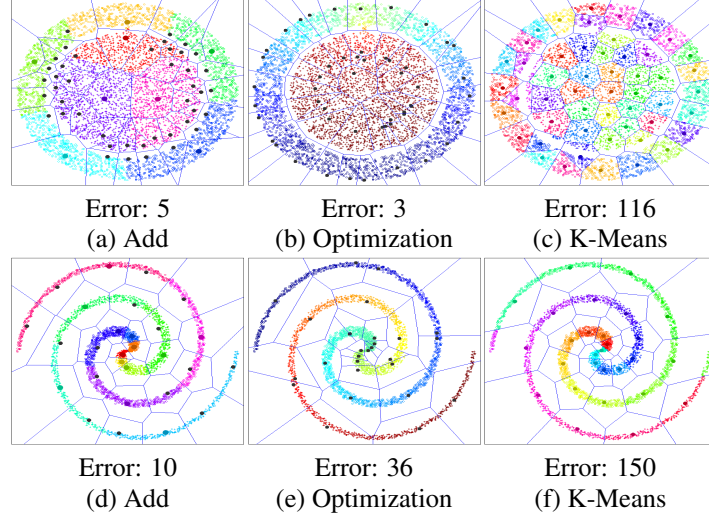 Error: 5
Error: 3
Error: 116
(a) Add
(b) Optimization
(c) K-Means
Error: 10
Error: 36
Error: 150
(d) Add
(e) Optimization
(f) K-Means